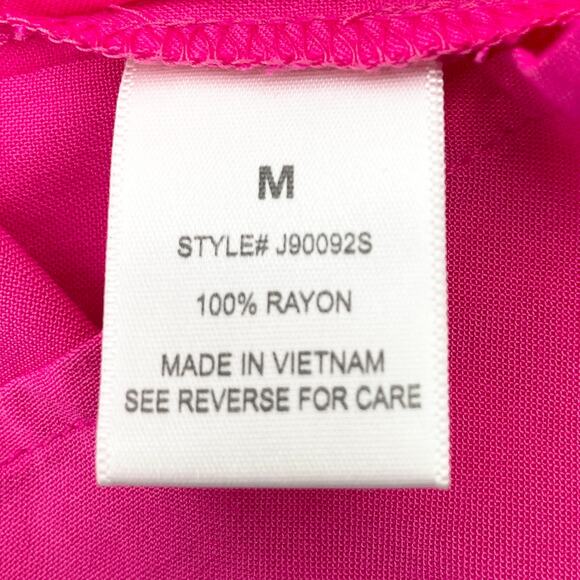 M
STYLE# J90092S
100% RAYON
MADE IN VIETNAM
SEE REVERSE FOR CARE